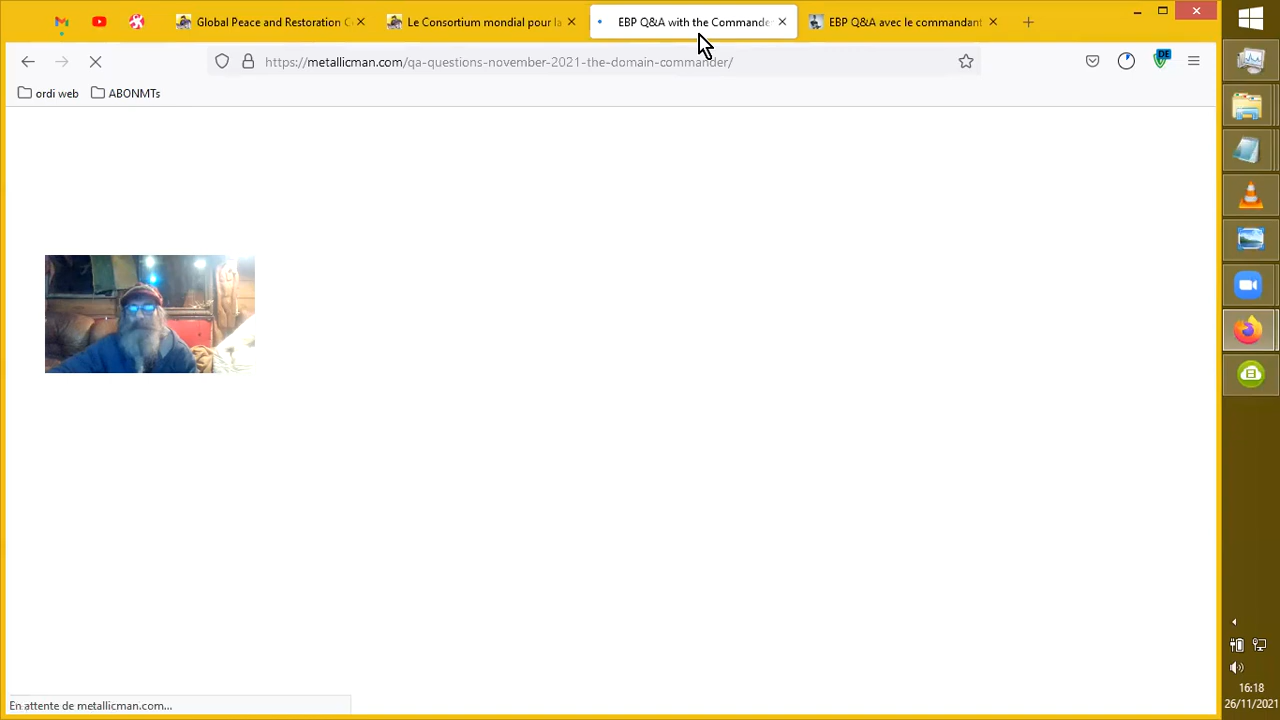 Global Peace and Restoration C
Le Consortium mondial pour la
EBP Q&A with the Commande
EBP Q&A avec le commandant
https://metallicman.com/qa-questions-november-2021-the-domain-commander/
DE
ordi web
ABONMTs
En attente de metallicman.com...
16:18
26/11/2021